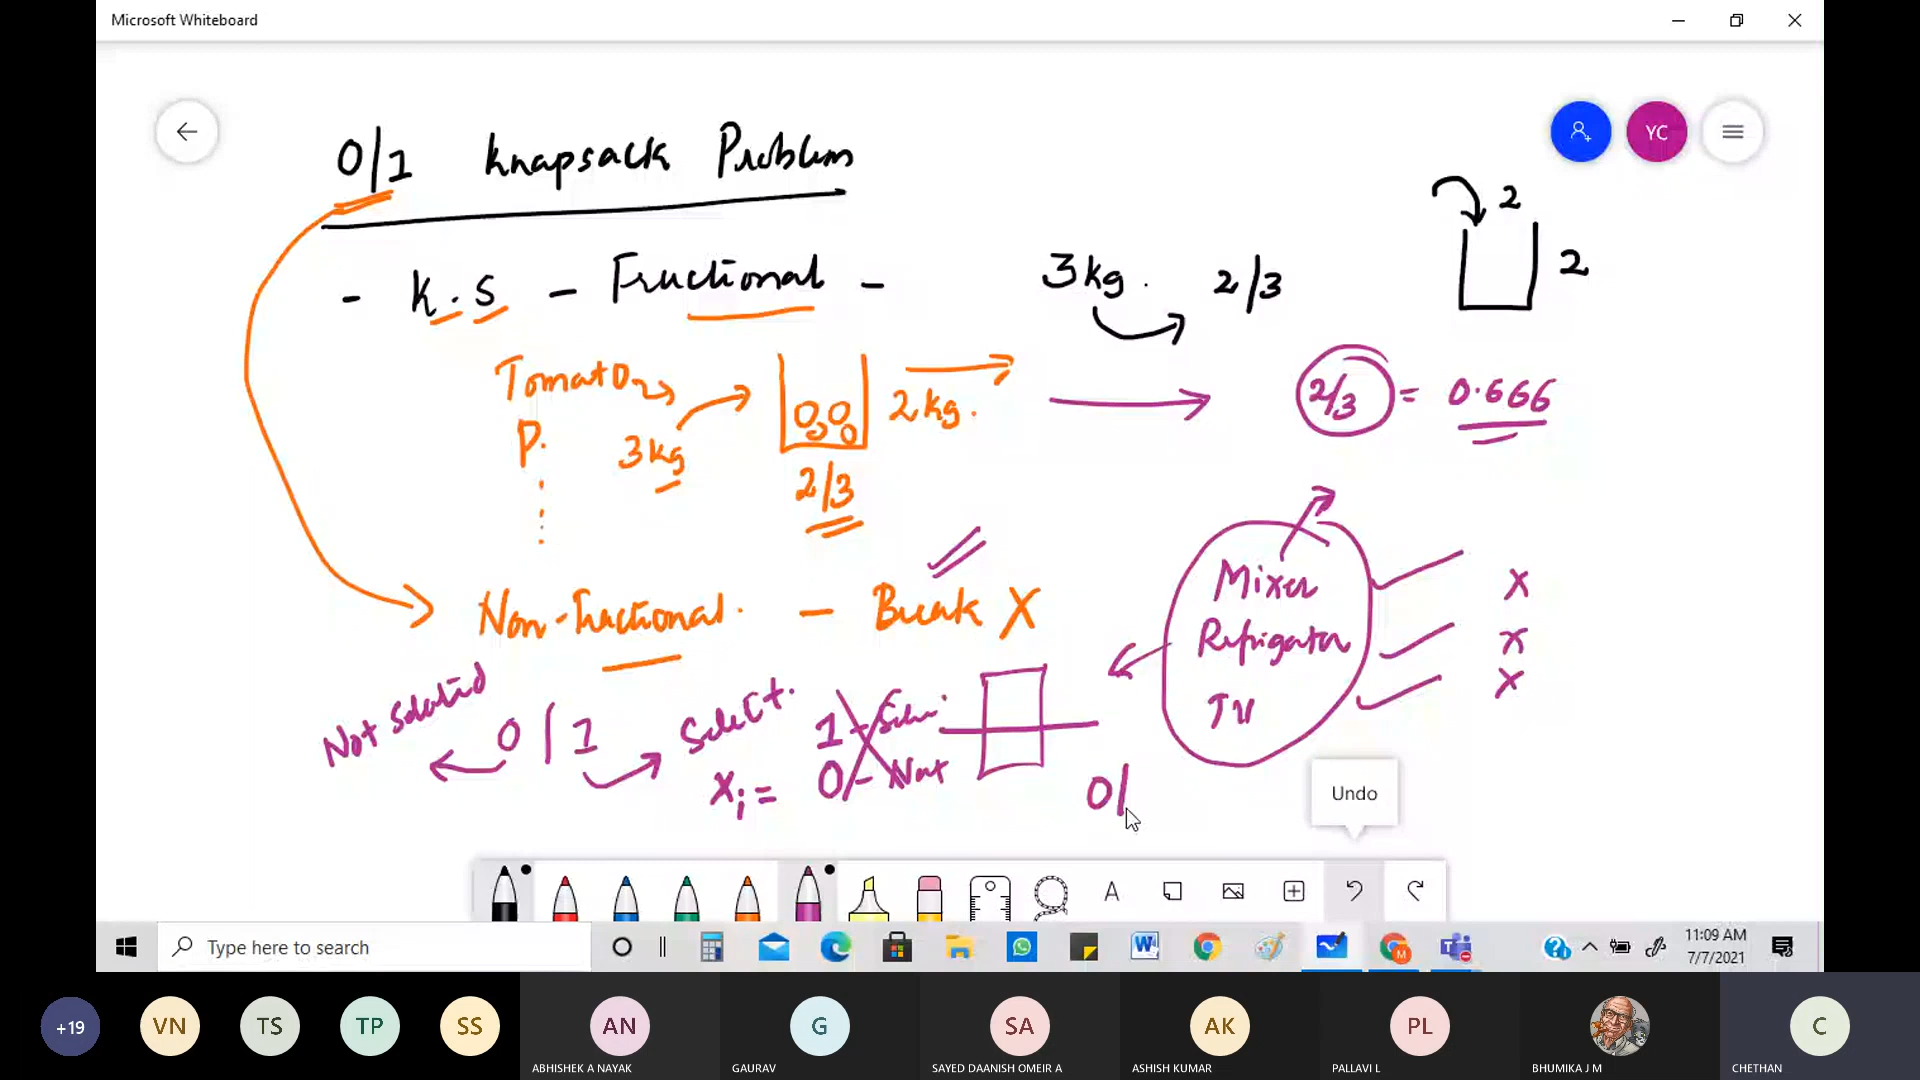 Microsoft Whiteboard
0/1 Knapsack Problem
YC
2
- K.S - Fructional -
3kg. 2/3
2
Tomato
2kg.
2/3 = 0.666
P.
3kg
2/3
Mixer
X
Non-fractional. - Break X
Refrigator
X
Not Selected
0/1
Select.
1 -
TV
X
xi =
0 - Not
0/
Undo
A
Type here to search
11:09 AM
7/7/2021
+19
VN
TS
TP
SS
AN
G
SA
AK
PL
C
ABHISHEK A NAYAK
GAURAV
SAYED DAANISH OMEIR A
ASHISH KUMAR
PALLAVI L
BHUMIKA J M
CHETHAN